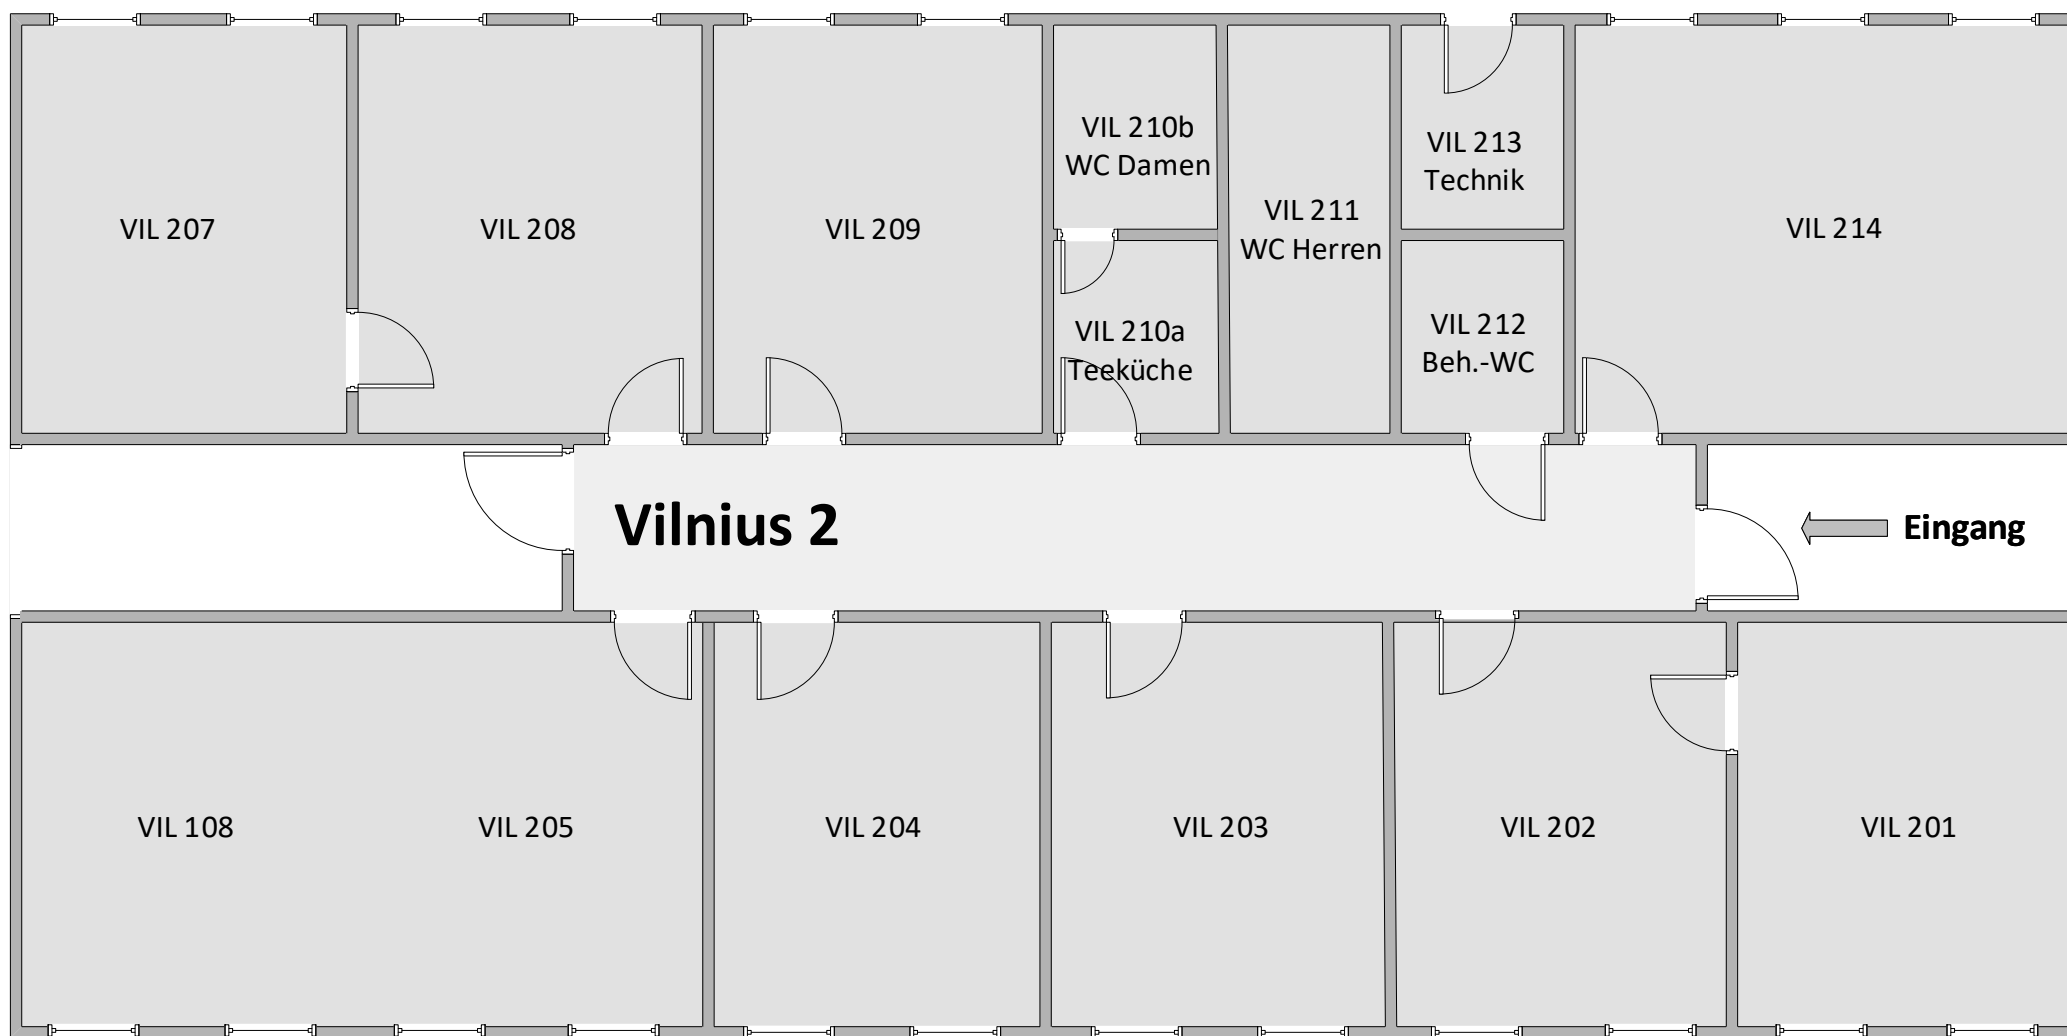 VIL 207
VIL 208
VIL 209
VIL 210b
WC Damen
VIL 210a
Teeküche
VIL 211
WC Herren
VIL 213
Technik
VIL 212
Beh.-WC
VIL 214
Vilnius 2
Eingang
VIL 108
VIL 205
VIL 204
VIL 203
VIL 202
VIL 201